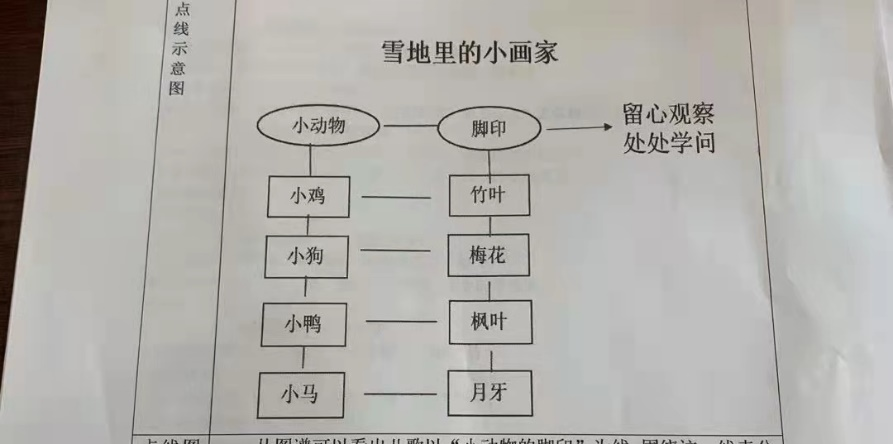 点
线
示
意
图
雪地里的小画家
小动物 脚印 留心观察
处处学问
小鸡 竹叶
小狗 梅花
小鸭 枫叶
小马 月牙